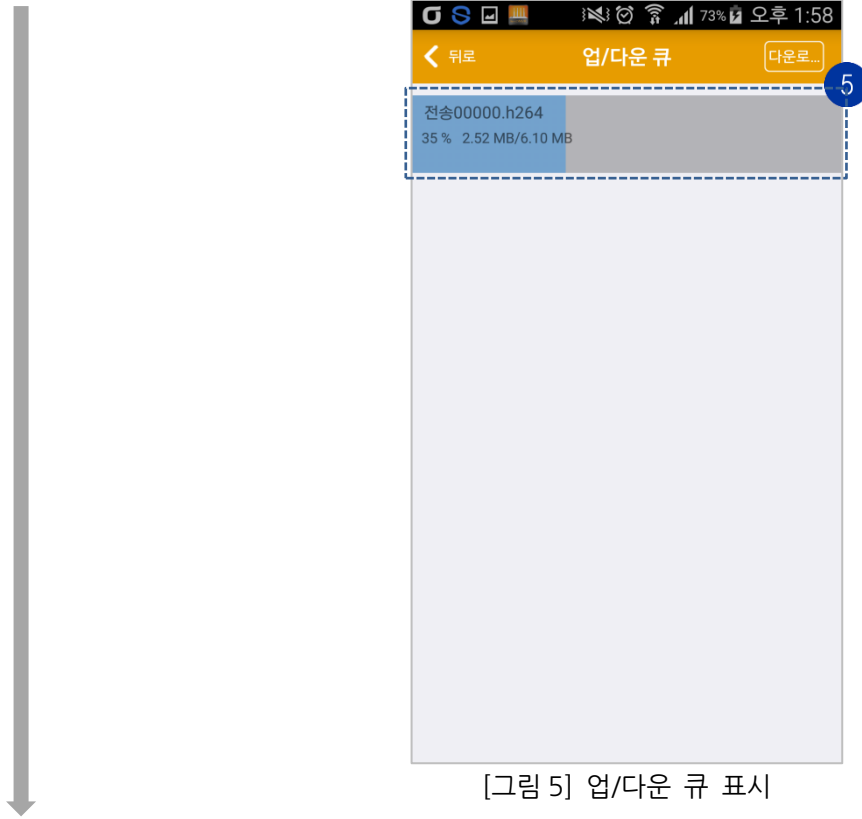 73% 오후 1:58
뒤로 업/다운 큐 다운로...
5
전송00000.h264
35 % 2.52 MB/6.10 MB
[그림 5] 업/다운 큐 표시